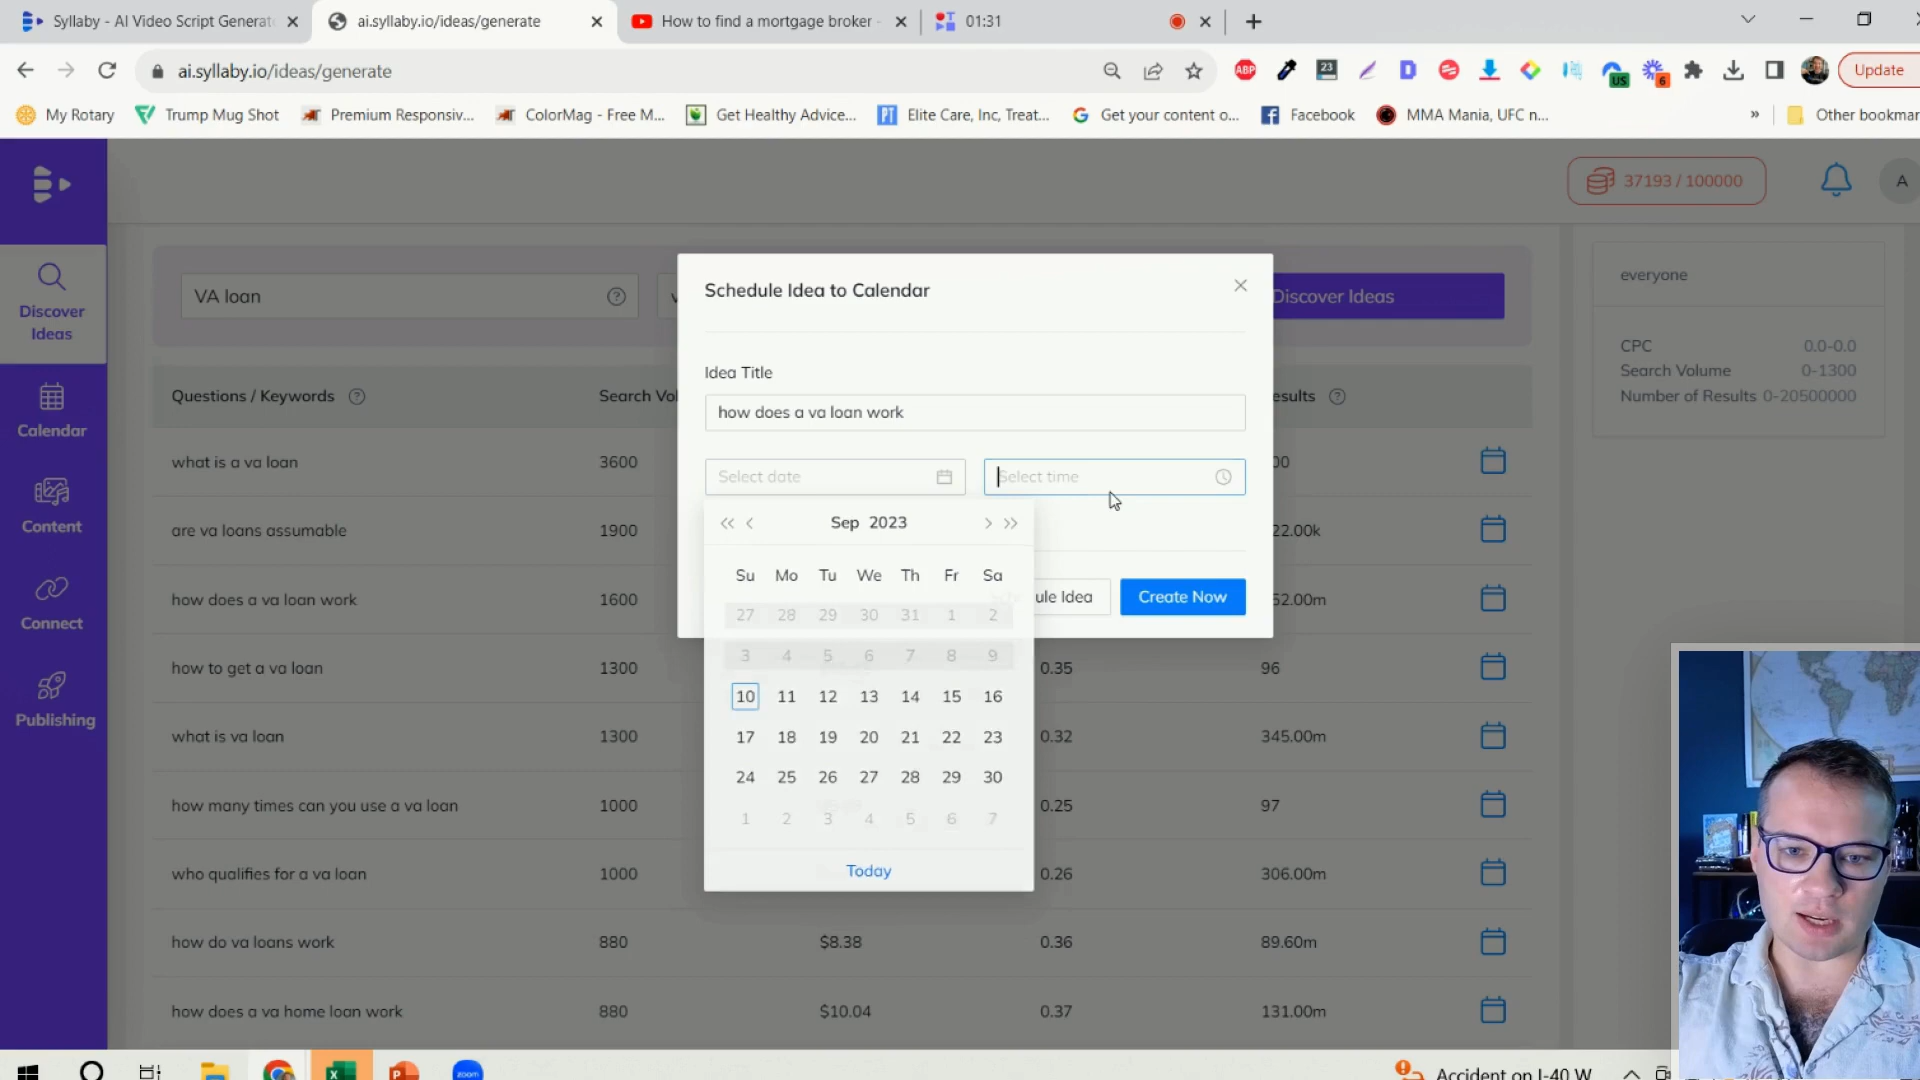 Syllaby - AI Video Script Generat
ai.syllaby.io/ideas/generate
How to find a mortgage broker -
01:31
ai.syllaby.io/ideas/generate
ABP
23
US
6
Update
My Rotary
Trump Mug Shot
Premium Responsiv...
ColorMag - Free M...
Get Healthy Advice...
Elite Care, Inc, Treat...
Get your content o...
Facebook
MMA Mania, UFC n...
»
Other bookmar
37193 / 100000
A
Discover
Ideas
Calendar
Content
Connect
Publishing
VA loan
Discover Ideas
Questions / Keywords
Search Vol
esults
what is a va loan 3600 00
are va loans assumable 1900 22.00k
how does a va loan work 1600 52.00m
how to get a va loan 1300 0.35 96
what is va loan 1300 0.32 345.00m
how many times can you use a va loan 1000 0.25 97
who qualifies for a va loan 1000 0.26 306.00m
how do va loans work 880 $8.38 0.36 89.60m
how does a va home loan work 880 $10.04 0.37 131.00m
Schedule Idea to Calendar
Idea Title
how does a va loan work
Select date
Select time
Sep 2023
Su Mo Tu We Th Fr Sa
27 28 29 30 31 1 2
3 4 5 6 7 8 9
10 11 12 13 14 15 16
17 18 19 20 21 22 23
24 25 26 27 28 29 30
1 2 3 4 5 6 7
Today
ule Idea
Create Now
everyone
CPC 0.0-0.0
Search Volume 0-1300
Number of Results 0-20500000
zoom
Accident on I-40 W